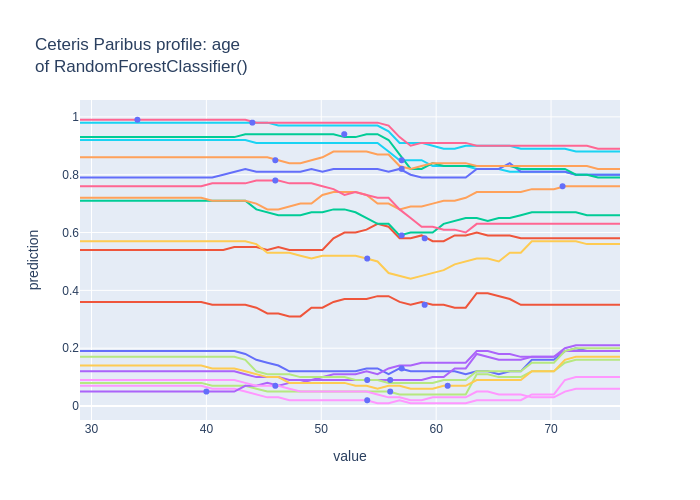 Ceteris Paribus profile: age
of RandomForestClassifier()
1
0.8
0.6
0.4
0.2
0
prediction
30
40
50
60
70
value